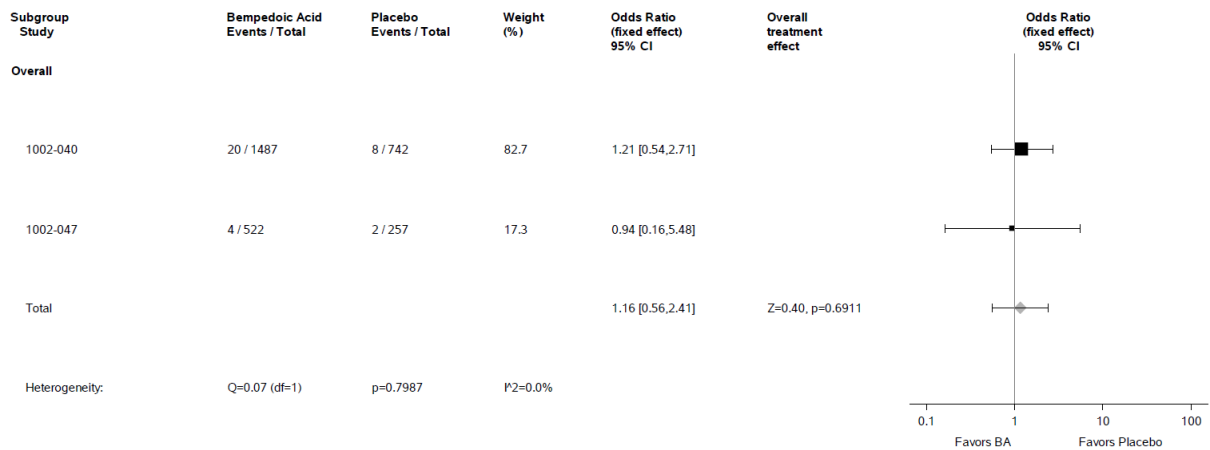 Subgroup Bempedoic Acid Placebo Weight Odds Ratio Overall Odds Ratio
Study Events / Total Events / Total (%) (fixed effect) treatment (fixed effect)
95% CI effect 95% CI
Overall
1002-040 20 / 1487 8 / 742 82.7 1.21 [0.54,2.71]
1002-047 4 / 522 2 / 257 17.3 0.94 [0.16,5.48]
Total 1.16 [0.56,2.41] Z=0.40, p=0.6911
Heterogeneity: Q=0.07 (df=1) p=0.7987 I^2=0.0%
0.1 1 10 100
Favors BA Favors Placebo